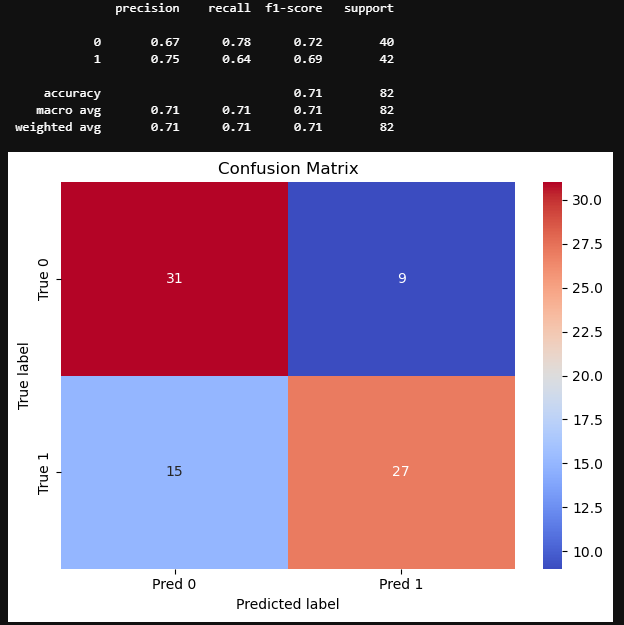 precision recall f1-score support
0 0.67 0.78 0.72 40
1 0.75 0.64 0.69 42
accuracy 0.71 82
macro avg 0.71 0.71 0.71 82
weighted avg 0.71 0.71 0.71 82
Confusion Matrix
True label
True 0
31 9
True 1
15 27
Pred 0 Pred 1
Predicted label
30.0
27.5
25.0
22.5
20.0
17.5
15.0
12.5
10.0